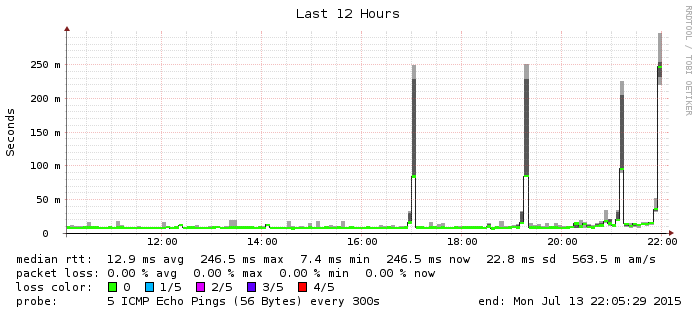 Last 12 Hours
RRDTOOL / TOBI OETIKER
Seconds
250 m
200 m
150 m
100 m
50 m
0
12:00 14:00 16:00 18:00 20:00 22:00
median rtt: 12.9 ms avg 246.5 ms max 7.4 ms min 246.5 ms now 22.8 ms sd 563.5 m am/s
packet loss: 0.00 % avg 0.00 % max 0.00 % min 0.00 % now
loss color: 0 1/5 2/5 3/5 4/5
probe: 5 ICMP Echo Pings (56 Bytes) every 300s end: Mon Jul 13 22:05:29 2015